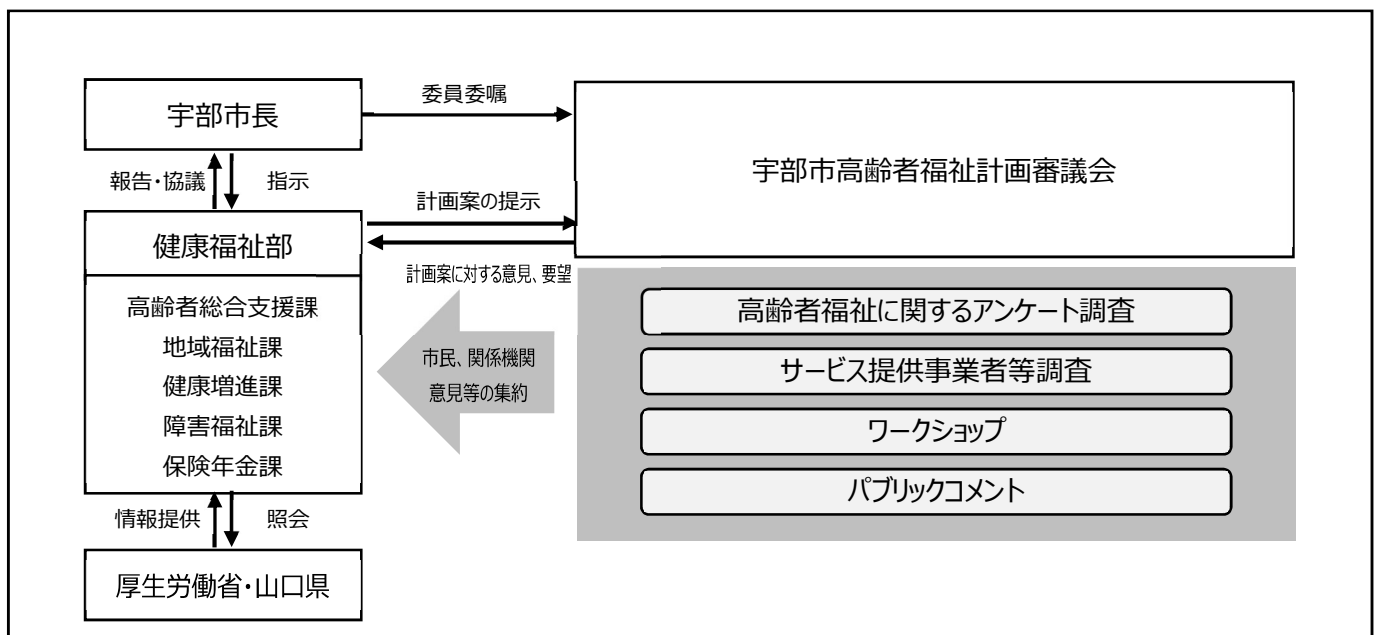 宇部市長
委員委嘱
宇部市高齢者福祉計画審議会
報告・協議
指示
計画案の提示
健康福祉部
計画案に対する意見、要望
高齢者総合支援課
地域福祉課
健康増進課
障害福祉課
保険年金課
市民、関係機関
意見等の集約
高齢者福祉に関するアンケート調査
サービス提供事業者等調査
ワークショップ
パブリックコメント
情報提供
照会
厚生労働省・山口県